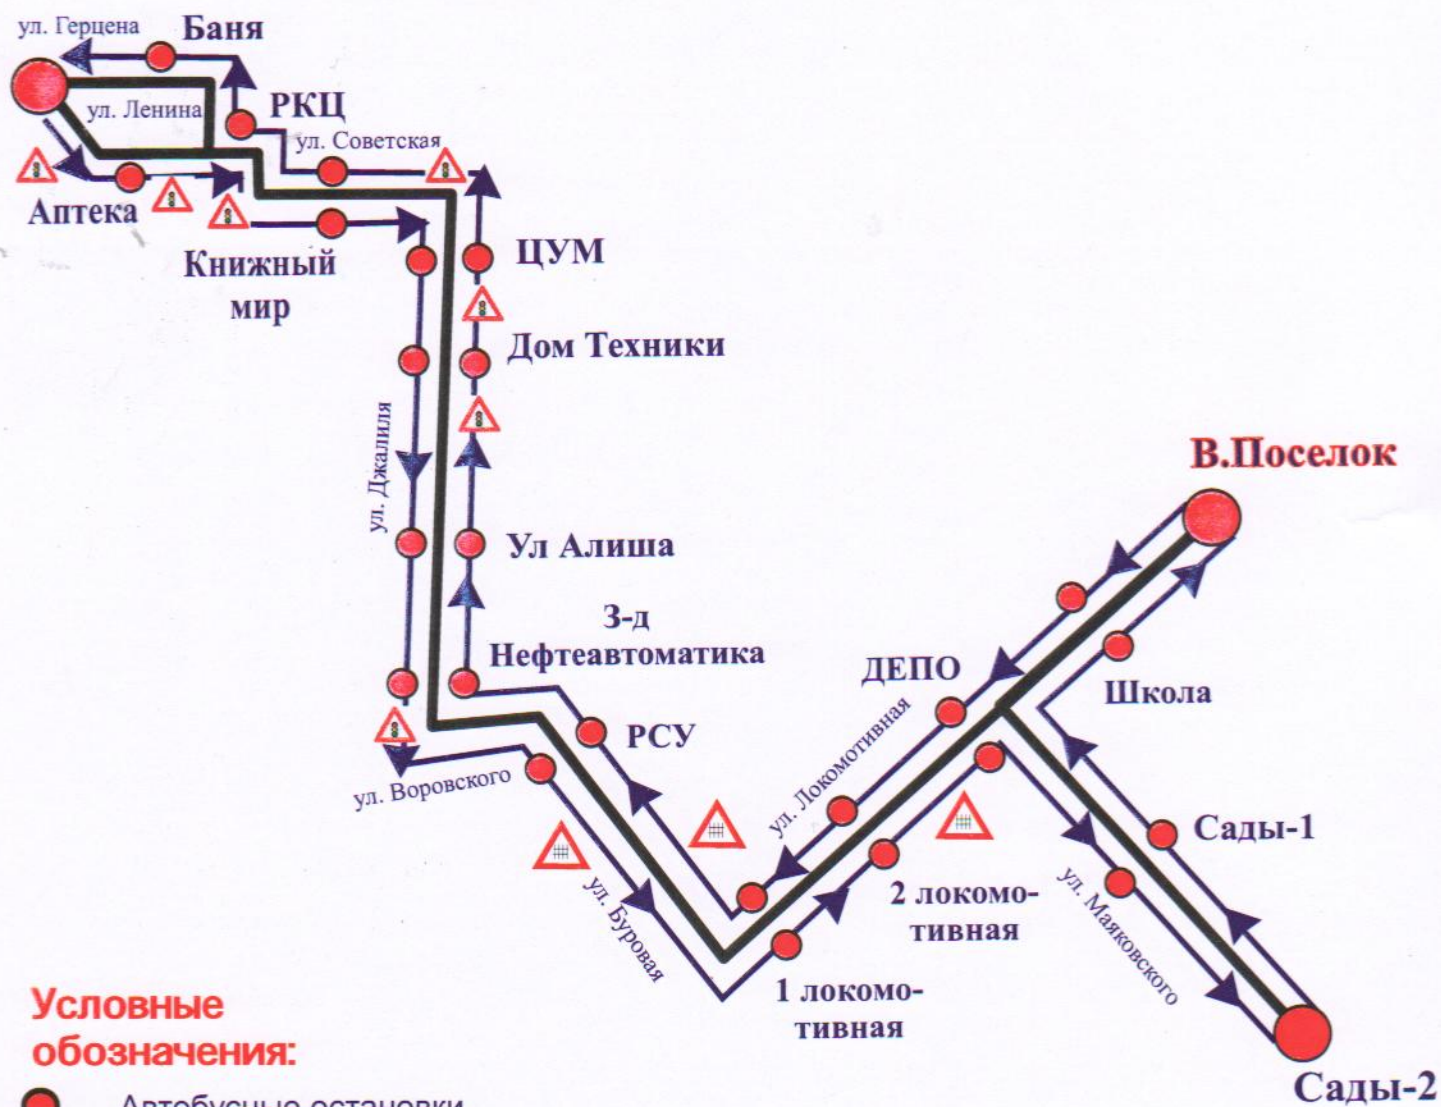 ул. Герцена
Баня
ул. Ленина
РКЦ
ул. Советская
Аптека
Книжный
мир
ЦУМ
Дом Техники
ул. Джалиля
Ул Алиша
З-д
Нефтеавтоматика
РСУ
ул. Воровского
ул. Буровая
В.Поселок
ДЕПО
Школа
ул. Локомотивная
2 локомо-
тивная
1 локомо-
тивная
Сады-1
ул. Маяковского
Сады-2
Условные
обозначения:
Автобусные остановки